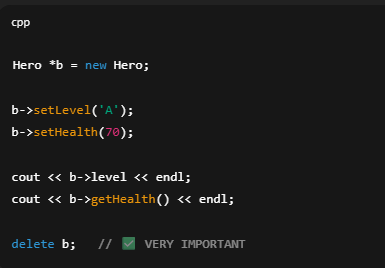 cpp
Hero *b = new Hero;
b->setLevel('A');
b->setHealth(70);
cout << b->level << endl;
cout << b->getHealth() << endl;
delete b;   // ✅ VERY IMPORTANT